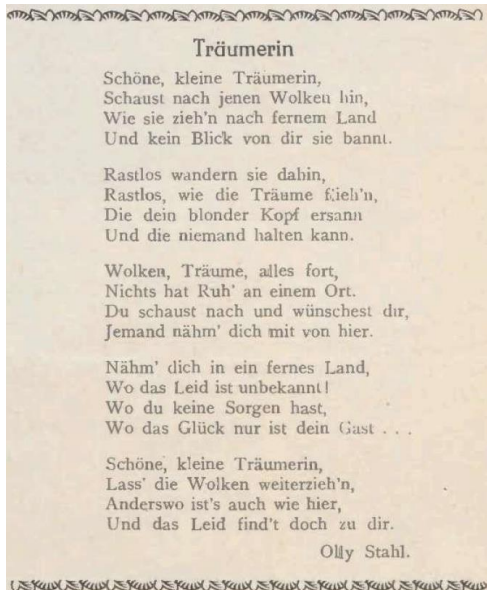 Träumerin
Schöne, kleine Träumerin,
Schaust nach jenen Wolken hin,
Wie sie zieh'n nach fernem Land
Und kein Blick von dir sie bannt.
Rastlos wandern sie dahin,
Rastlos, wie die Träume flieh'n,
Die dein blonder Kopf ersann
Und die niemand halten kann.
Wolken, Träume, alles fort,
Nichts hat Ruh' an einem Ort.
Du schaust nach und wünschest dir,
Jemand nähm' dich mit von hier.
Nähm' dich in ein fernes Land,
Wo das Leid ist unbekannt!
Wo du keine Sorgen hast,
Wo das Glück nur ist dein Gast . . .
Schöne, kleine Träumerin,
Lass' die Wolken weiterzieh'n,
Anderswo ist's auch wie hier,
Und das Leid find't doch zu dir.
Olly Stahl.